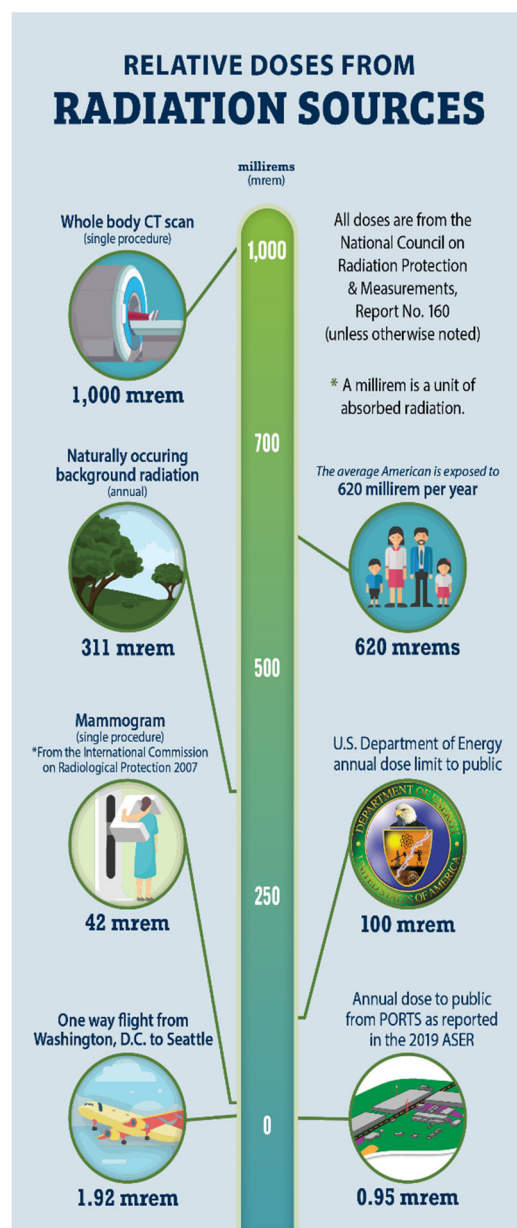 RELATIVE DOSES FROM
RADIATION SOURCES
millirems
(mrem)
Whole body CT scan
(single procedure)
1,000 mrem
1,000
All doses are from the
National Council on
Radiation Protection
& Measurements,
Report No. 160
(unless otherwise noted)
* A millirem is a unit of
absorbed radiation.
700
Naturally occuring
background radiation
(annual)
311 mrem
The average American is exposed to
620 millirem per year
620 mrems
500
Mammogram
(single procedure)
*From the International Commission
on Radiological Protection 2007
42 mrem
U.S. Department of Energy
annual dose limit to public
DEPARTMENT OF ENERGY
UNITED STATES OF AMERICA
100 mrem
250
One way flight from
Washington, D.C. to Seattle
1.92 mrem
Annual dose to public
from PORTS as reported
in the 2019 ASER
0.95 mrem
0